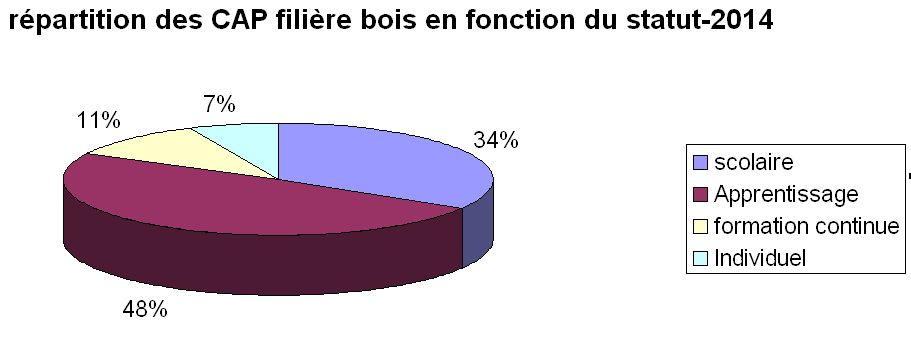 répartition des CAP filière bois en fonction du statut-2014
7%
11%
34%
48%
scolaire
Apprentissage
formation continue
Individuel